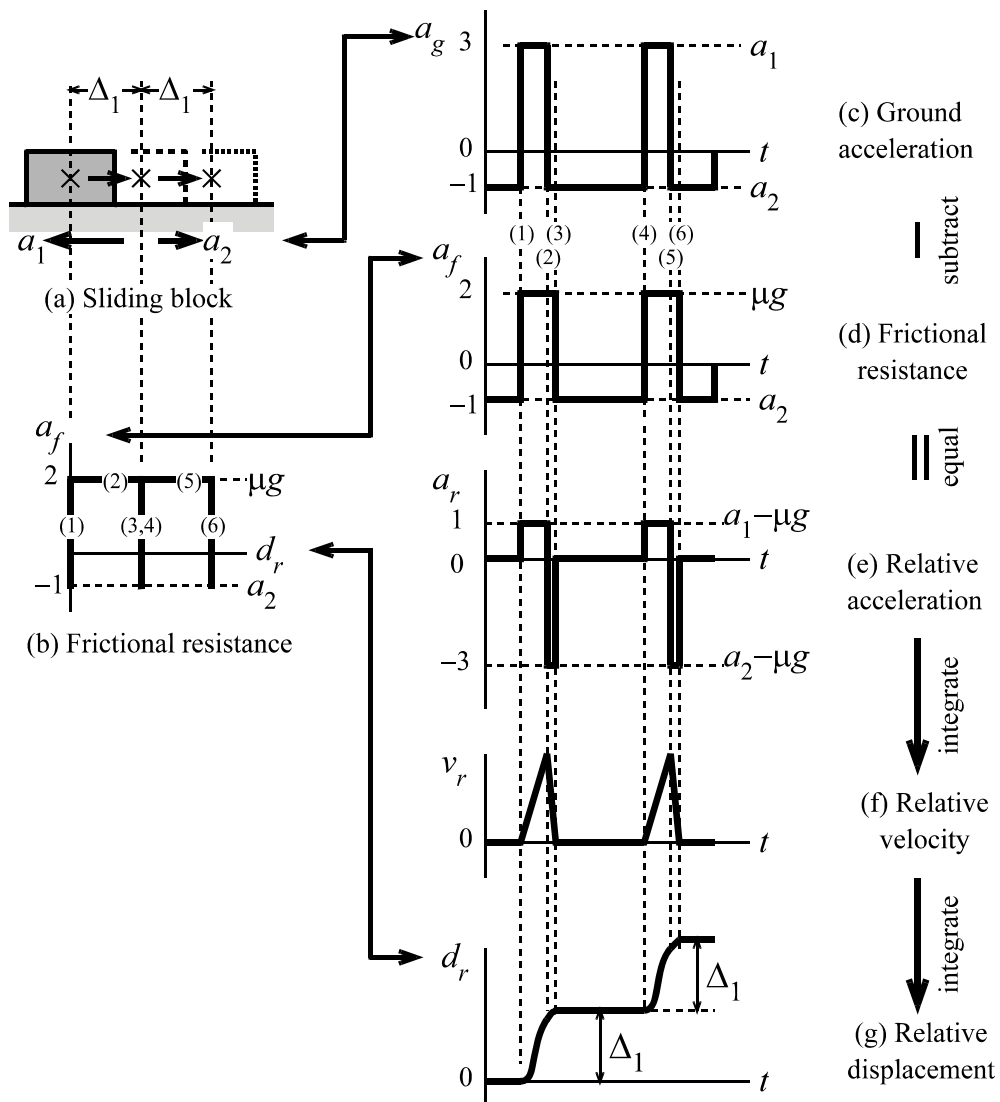 Δ1 Δ1
a1 a2
(a) Sliding block
af
2 (2) (5) μg
(1) (3,4) (6)
dr
−1 a2
(b) Frictional resistance
ag
3 a1
0 t
−1 a2
(1) (3) (4) (6)
(2) (5)
af
2 μg
0 t
−1 a2
ar
1 a1−μg
0 t
−3 a2−μg
vr
0 t
dr
Δ1
Δ1
0 t
(c) Ground
acceleration
subtract
(d) Frictional
resistance
equal
(e) Relative
acceleration
integrate
(f) Relative
velocity
integrate
(g) Relative
displacement